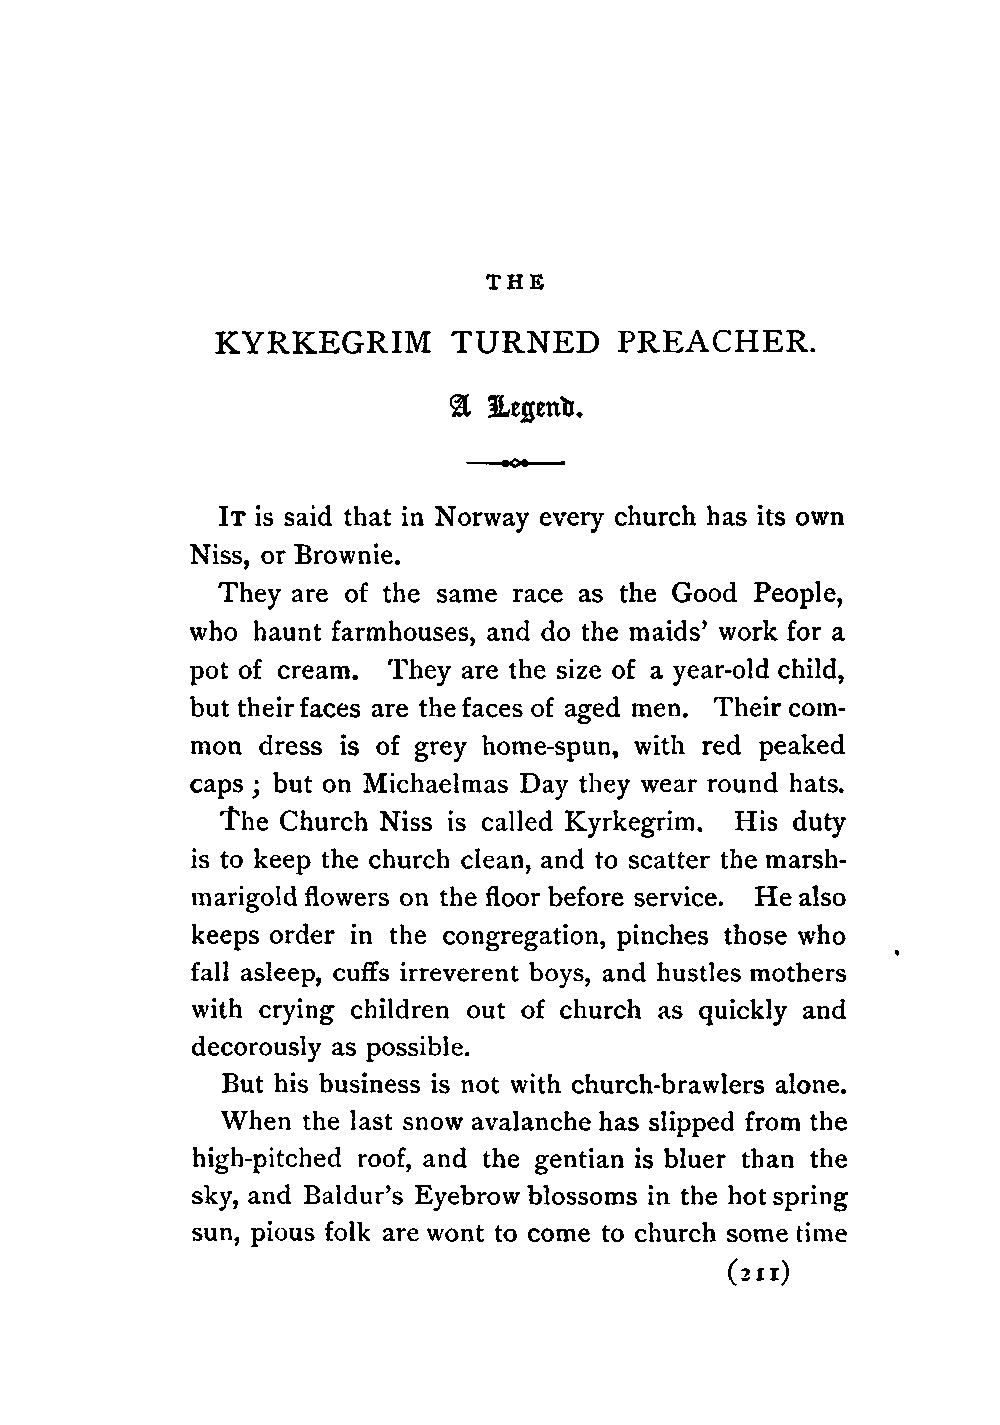 THE
KYRKEGRIM TURNED PREACHER.
A Legend.
IT is said that in Norway every church has its own
Niss, or Brownie.
They are of the same race as the Good People,
who haunt farmhouses, and do the maids' work for a
pot of cream. They are the size of a year-old child,
but their faces are the faces of aged men. Their com-
mon dress is of grey home-spun, with red peaked
caps ; but on Michaelmas Day they wear round hats.
The Church Niss is called Kyrkegrim. His duty
is to keep the church clean, and to scatter the marsh-
marigold flowers on the floor before service. He also
keeps order in the congregation, pinches those who
fall asleep, cuffs irreverent boys, and hustles mothers
with crying children out of church as quickly and
decorously as possible.
But his business is not with church-brawlers alone.
When the last snow avalanche has slipped from the
high-pitched roof, and the gentian is bluer than the
sky, and Baldur's Eyebrow blossoms in the hot spring
sun, pious folk are wont to come to church some time
(211)